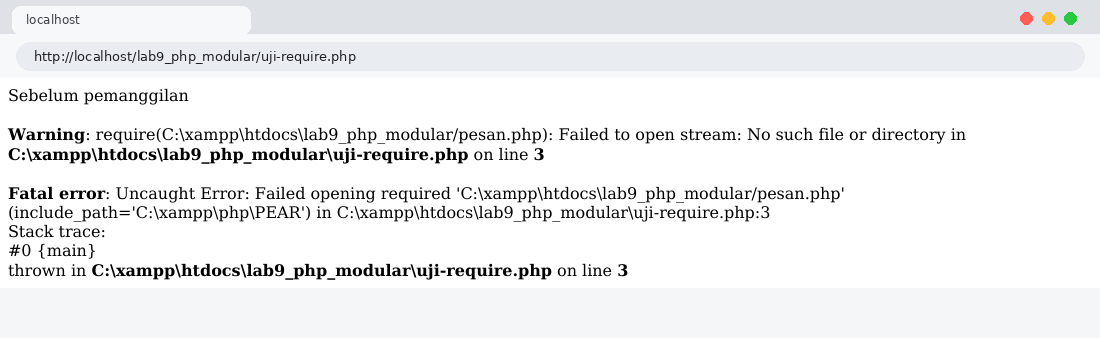 localhost
http://localhost/lab9_php_modular/uji-require.php
Sebelum pemanggilan
Warning: require(C:\xampp\htdocs\lab9_php_modular/pesan.php): Failed to open stream: No such file or directory in
C:\xampp\htdocs\lab9_php_modular\uji-require.php on line 3
Fatal error: Uncaught Error: Failed opening required 'C:\xampp\htdocs\lab9_php_modular/pesan.php'
(include_path='C:\xampp\php\PEAR') in C:\xampp\htdocs\lab9_php_modular\uji-require.php:3
Stack trace:
#0 {main}
thrown in C:\xampp\htdocs\lab9_php_modular\uji-require.php on line 3